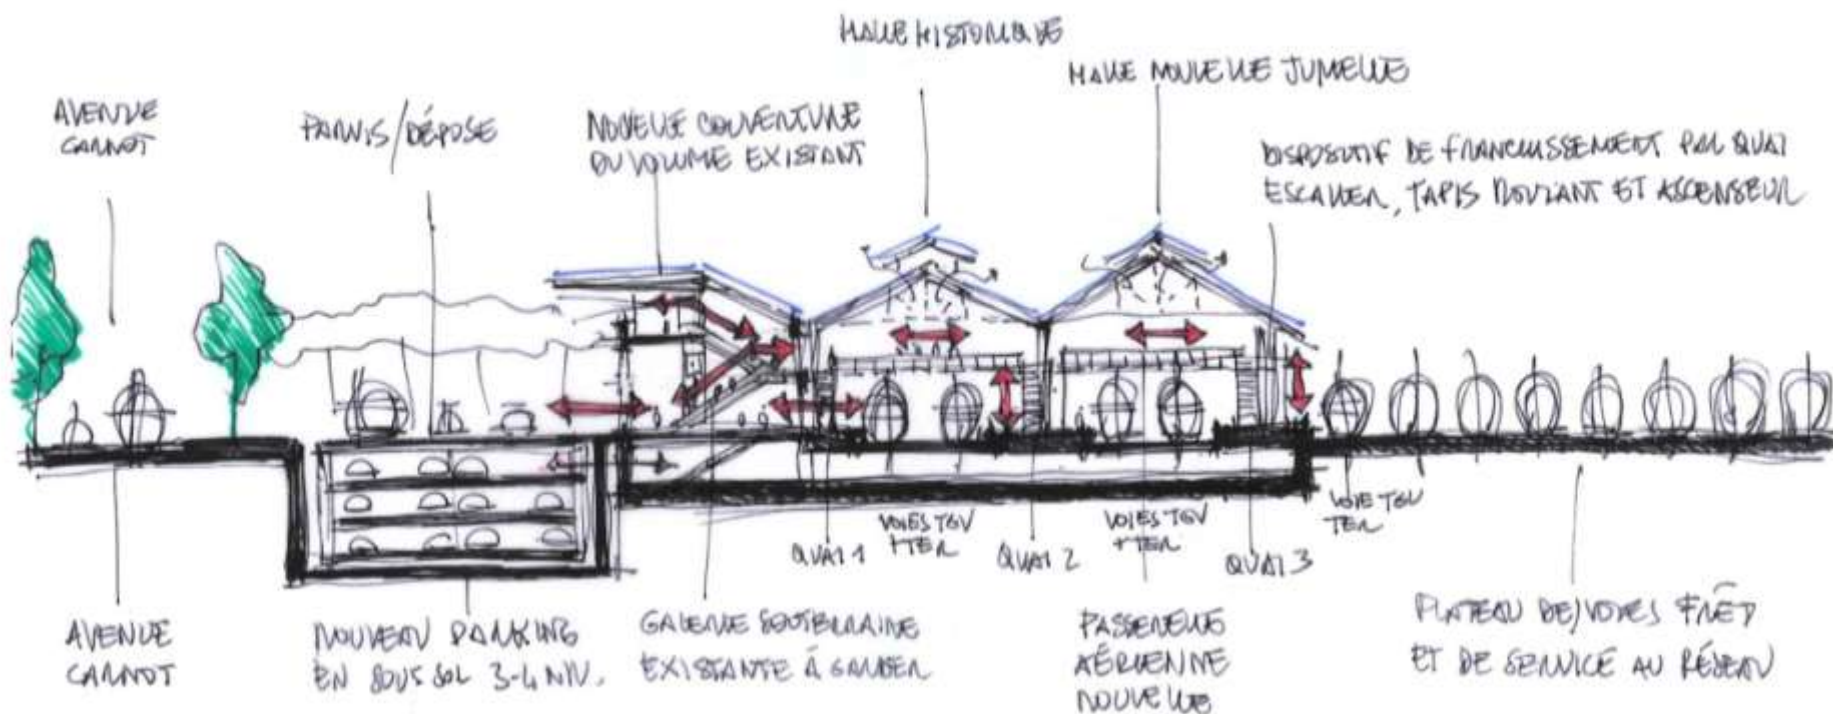 HALLE HISTORIQUE
HALLE NOUVELLE JUMELLE
AVENUE
CARNOT
PARVIS/DÉPOSE
NOUVELLE COUVERTURE
DU VOLUME EXISTANT
DISPOSITIF DE FRANCHISSEMENT PAR QUAI
ESCALIER, TAPIS ROULANT ET ASCENSEUR
QUAI 1
VOIES TGV
+TER
QUAI 2
VOIES TGV
+TER
QUAI 3
VOIE TGV
TER
AVENUE
CARNOT
NOUVEAU PARKING
EN SOUS SOL 3-4 NIV.
GALERIE SOUTERRAINE
EXISTANTE À GARDER
PASSERELLE
AÉRIENNE
NOUVELLE
PLATEAU DE VOIES FRÊT
ET DE SERVICE AU RÉSEAU